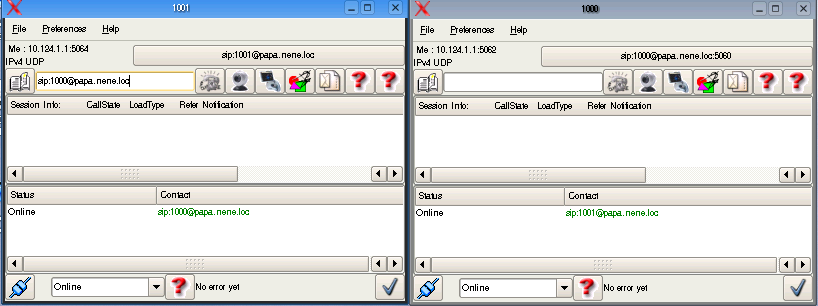 1001
File Preferences Help
Me : 10.124.1.1:5064
IPv4 UDP
sip:1001@papa.nene.loc
sip:1000@papa.nene.loc
Session Info: CallState LoadType Refer Notification
Status Contact
Online sip:1000@papa.nene.loc
Online No error yet
1000
File Preferences Help
Me : 10.124.1.1:5062
IPv4 UDP
sip:1000@papa.nene.loc:5060
Session Info: CallState LoadType Refer Notification
Status Contact
Online sip:1001@papa.nene.loc
Online No error yet